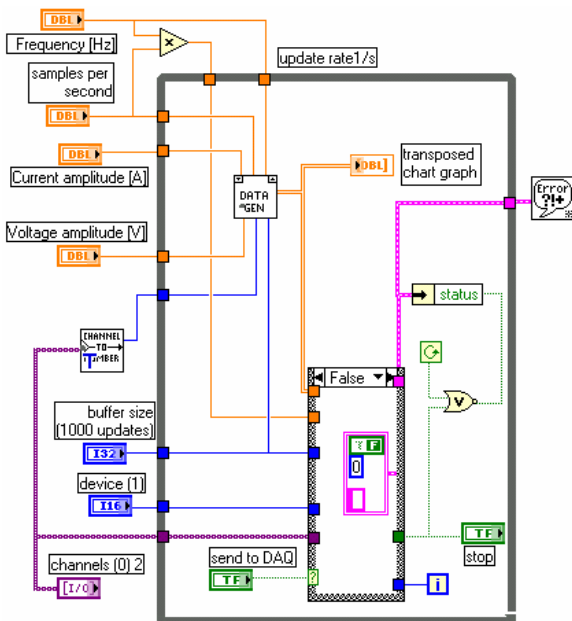 DBL
Frequency [Hz]
samples per
second
DBL
DBL
Current amplitude [A]
Voltage amplitude [V]
DBL
update rate1/s
DATA
GEN
DBL]
transposed
chart graph
Error
?!+
status
CHANNEL
TO
buffer size
(1000 updates)
I32
device (1)
I16
channels (0) 2
[I/O
False
F
0
v
send to DAQ
TF
?
TF
stop
i